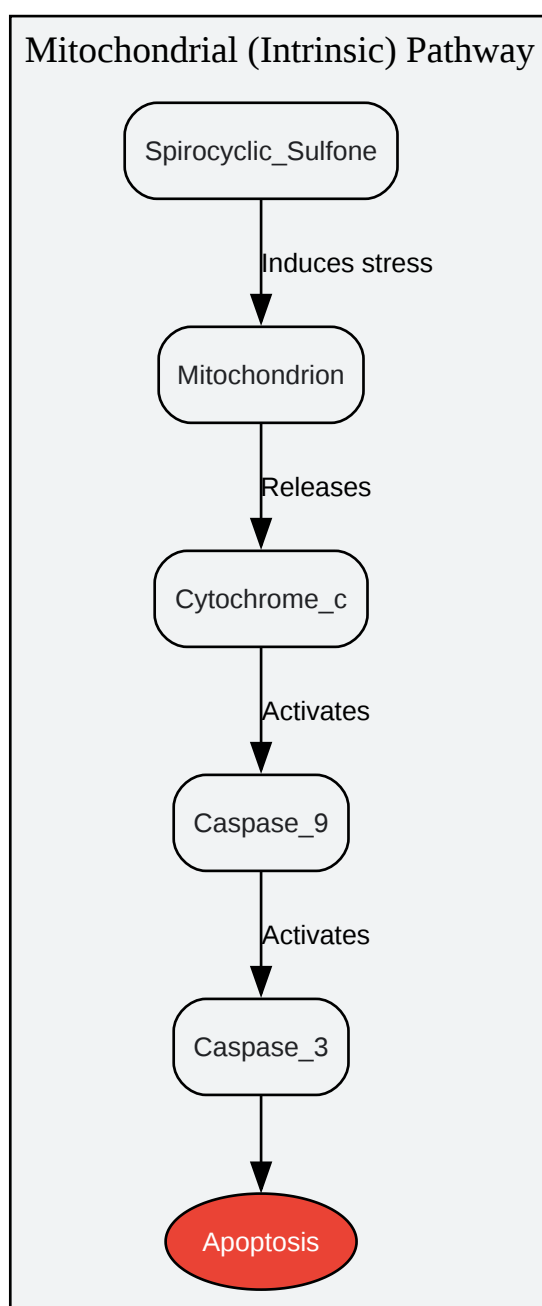 Mitochondrial (Intrinsic) Pathway
Spirocyclic_Sulfone
Induces stress
Mitochondrion
Releases
Cytochrome_c
Activates
Caspase_9
Activates
Caspase_3
Apoptosis